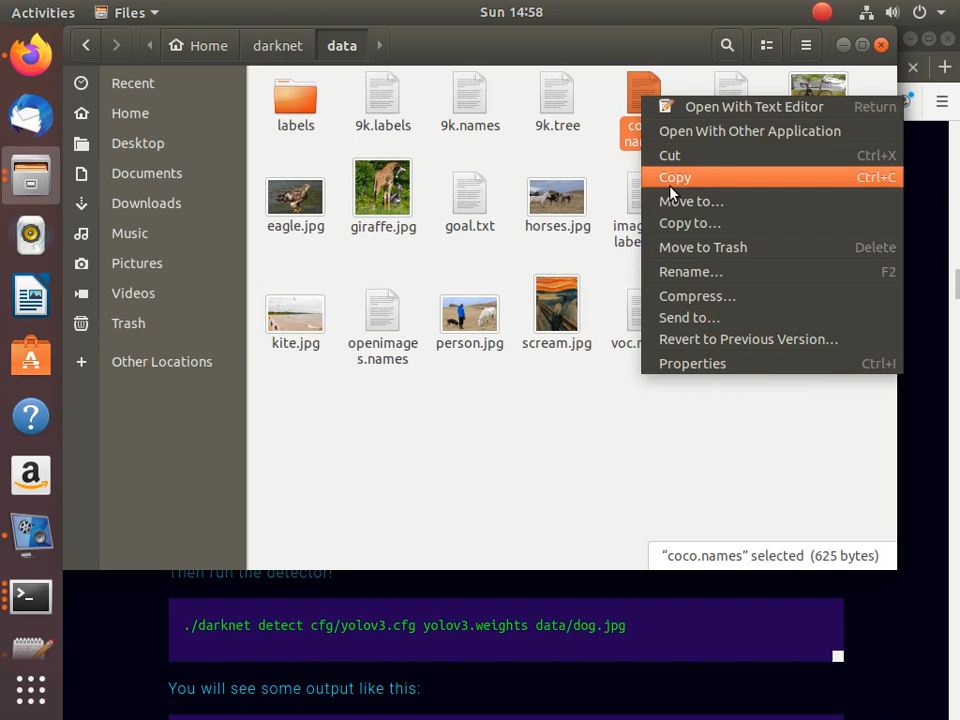 Activities Files Sun 14:58
Home darknet data
Recent
Home
Desktop
Documents
Downloads
Music
Pictures
Videos
Trash
Other Locations
labels 9k.labels 9k.names 9k.tree
eagle.jpg giraffe.jpg goal.txt horses.jpg
kite.jpg openimage person.jpg scream.jpg
s.names
Open With Text Editor Return
Open With Other Application
Cut Ctrl+X
Copy Ctrl+C
Move to…
Copy to…
Move to Trash Delete
Rename… F2
Compress…
Send to…
Revert to Previous Version…
Properties Ctrl+I
“coco.names” selected (625 bytes)
Then run the detector!
./darknet detect cfg/yolov3.cfg yolov3.weights data/dog.jpg
You will see some output like this: